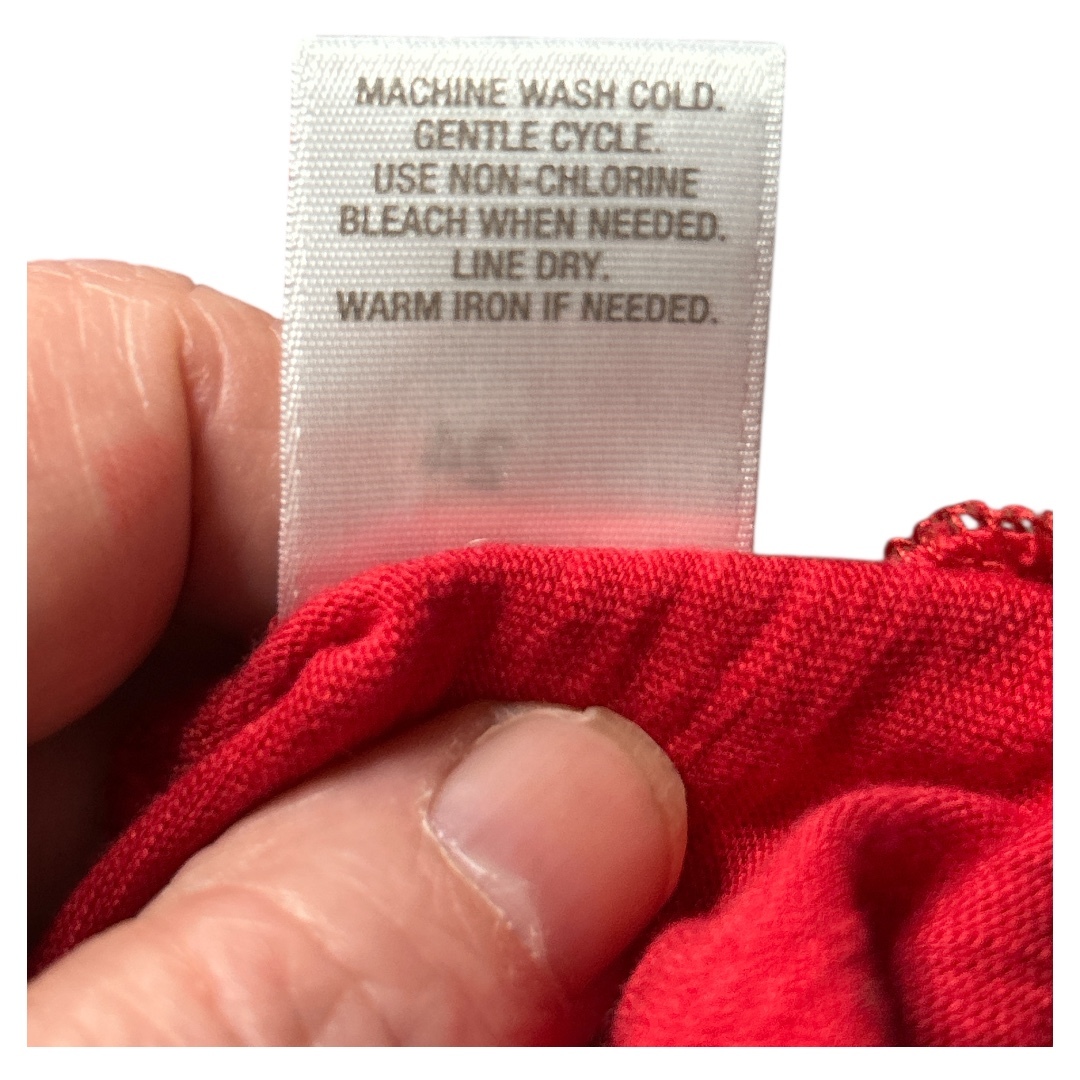 MACHINE WASH COLD.
GENTLE CYCLE.
USE NON-CHLORINE
BLEACH WHEN NEEDED.
LINE DRY.
WARM IRON IF NEEDED.